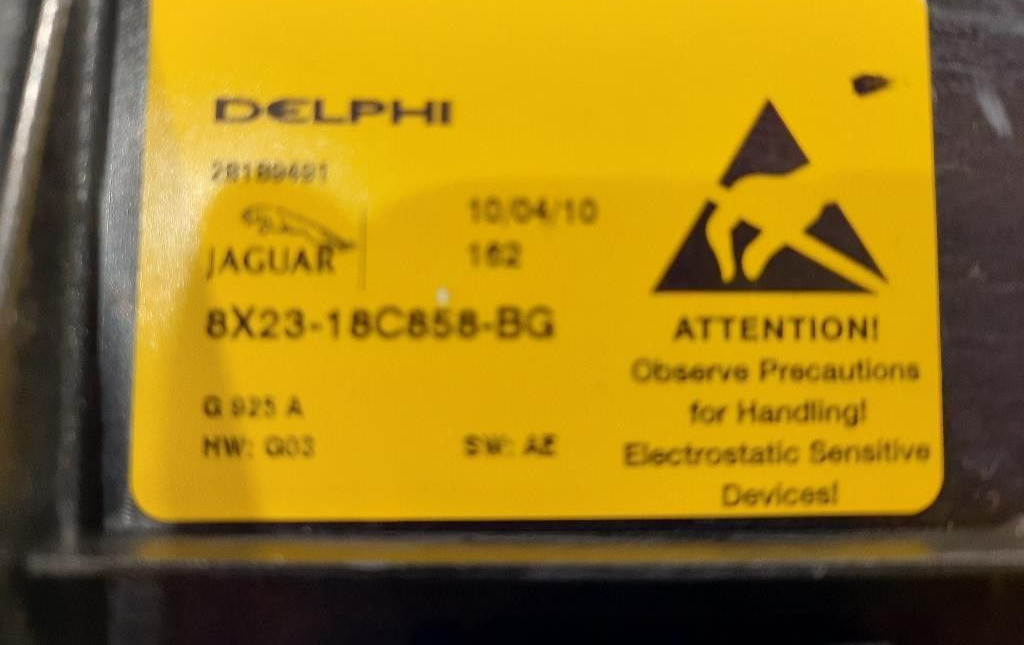 DELPHI
28189491
JAGUAR
10/04/10
162
8X23-18C858-BG
G 925 A
HW: G03
SW: AE
ATTENTION!
Observe Precautions
for Handling!
Electrostatic Sensitive
Devices!